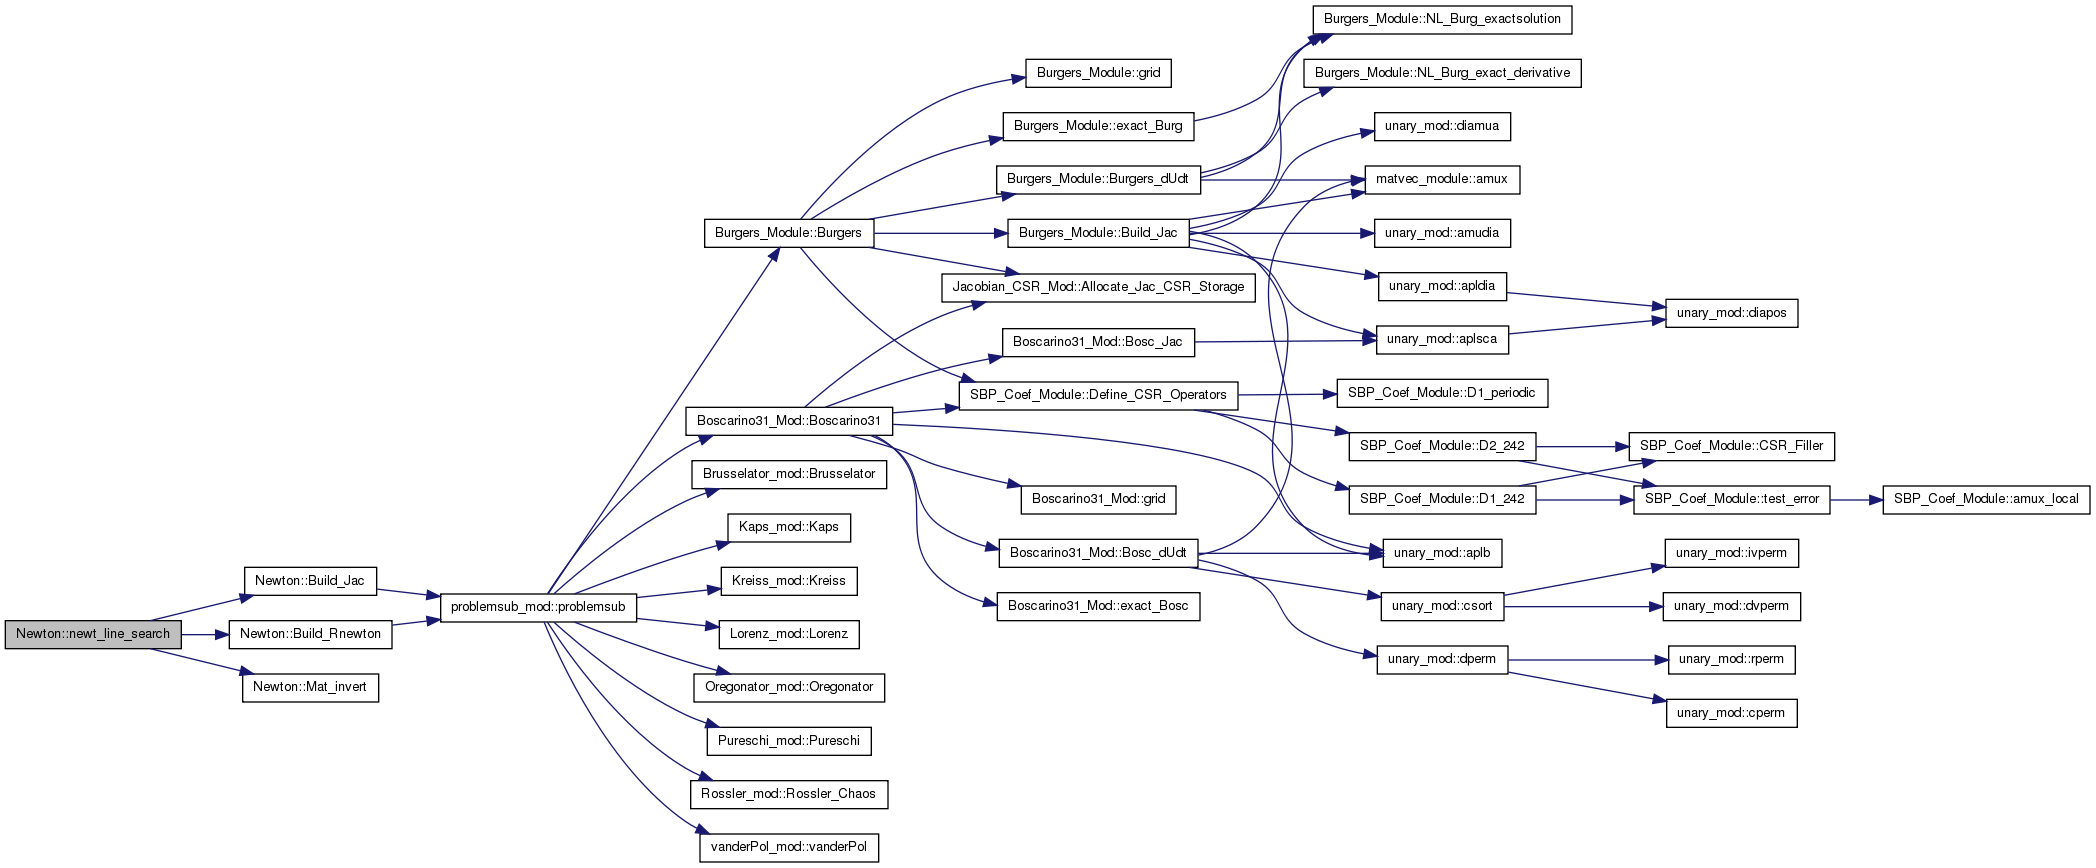 Newton::newt_line_search
Newton::Build_Jac
Newton::Build_Rnewton
Newton::Mat_invert
problemsub_mod::problemsub
Burgers_Module::Burgers
Boscarino31_Mod::Boscarino31
Brusselator_mod::Brusselator
Kaps_mod::Kaps
Kreiss_mod::Kreiss
Lorenz_mod::Lorenz
Oregonator_mod::Oregonator
Pureschi_mod::Pureschi
Rossler_mod::Rossler_Chaos
vanderPol_mod::vanderPol
Burgers_Module::grid
Burgers_Module::exact_Burg
Burgers_Module::Burgers_dUdt
Burgers_Module::Build_Jac
Jacobian_CSR_Mod::Allocate_Jac_CSR_Storage
Boscarino31_Mod::Bosc_Jac
SBP_Coef_Module::Define_CSR_Operators
Boscarino31_Mod::grid
Boscarino31_Mod::Bosc_dUdt
Boscarino31_Mod::exact_Bosc
Burgers_Module::NL_Burg_exactsolution
Burgers_Module::NL_Burg_exact_derivative
unary_mod::diamua
matvec_module::amux
unary_mod::amudia
unary_mod::apldia
unary_mod::aplsca
SBP_Coef_Module::D1_periodic
SBP_Coef_Module::D2_242
SBP_Coef_Module::D1_242
unary_mod::aplb
unary_mod::csort
unary_mod::dperm
unary_mod::diapos
SBP_Coef_Module::CSR_Filler
SBP_Coef_Module::test_error
unary_mod::ivperm
unary_mod::dvperm
unary_mod::rperm
unary_mod::cperm
SBP_Coef_Module::amux_local